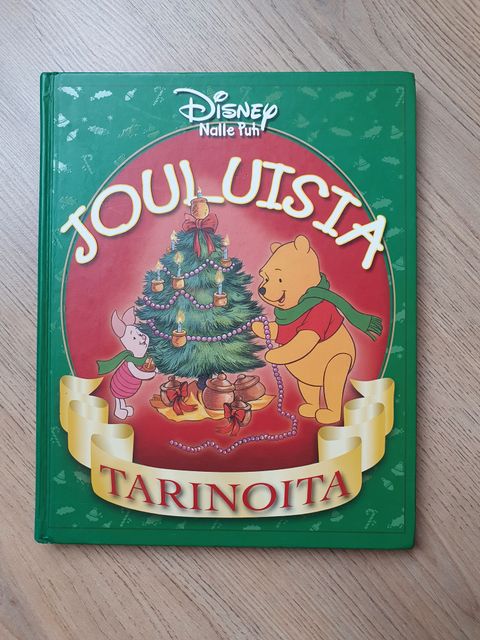 Disney
Nalle Puh
JOULUISIA
TARINOITA